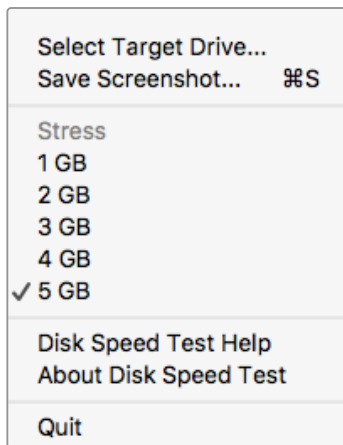 Select Target Drive...
Save Screenshot... ⌘S
Stress
1 GB
2 GB
3 GB
4 GB
✓ 5 GB
Disk Speed Test Help
About Disk Speed Test
Quit